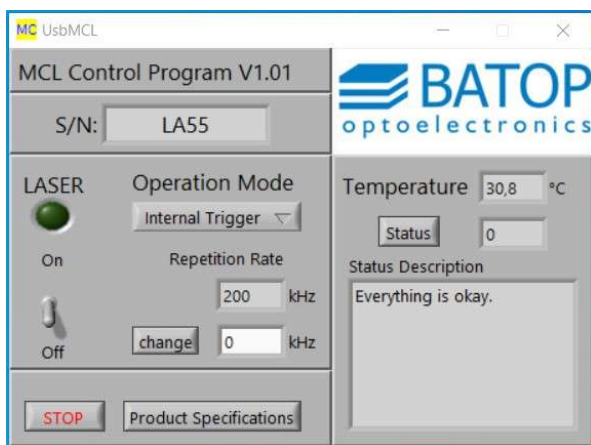 MC UsbMCL
MCL Control Program V1.01
BATOP
optoelectronics
S/N: LA55
LASER
On
Off
Operation Mode
Internal Trigger
Repetition Rate
200 kHz
change 0 kHz
Temperature 30,8 °C
Status 0
Status Description
Everything is okay.
STOP Product Specifications